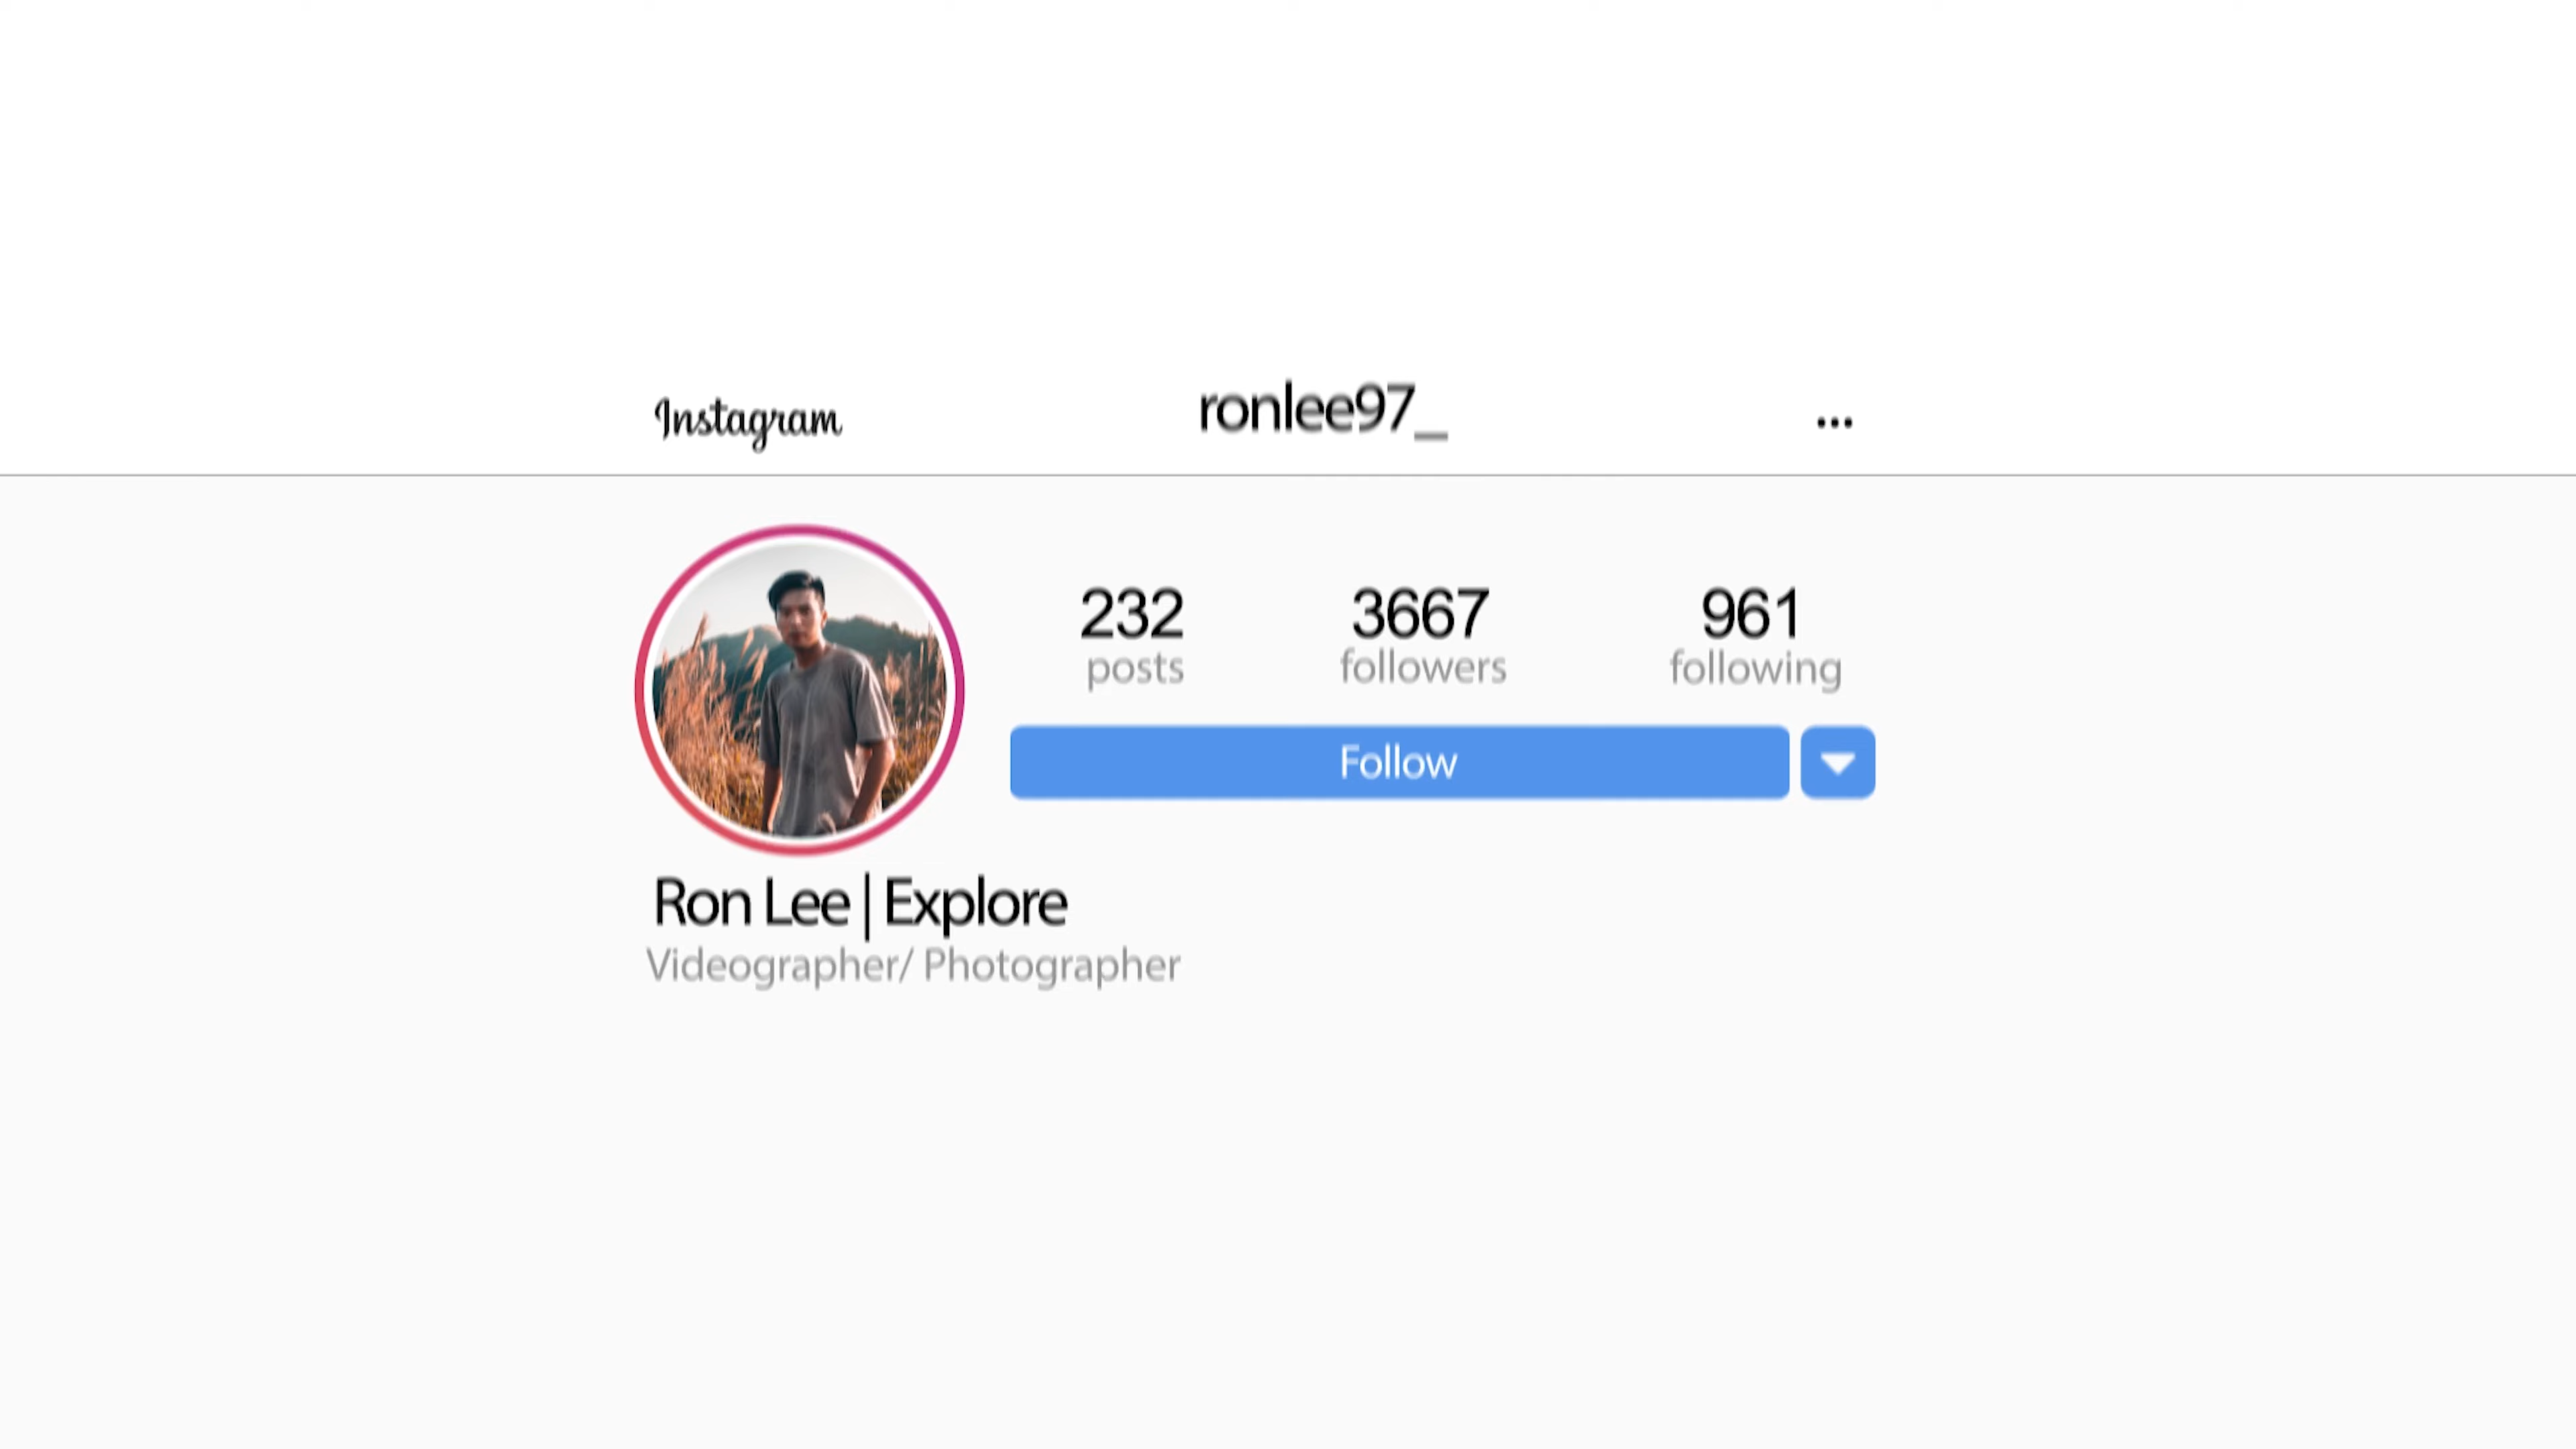 Instagram
ronlee97_
...
232
3667
961
posts
followers
following
Follow
Ron Lee | Explore
Videographer/ Photographer